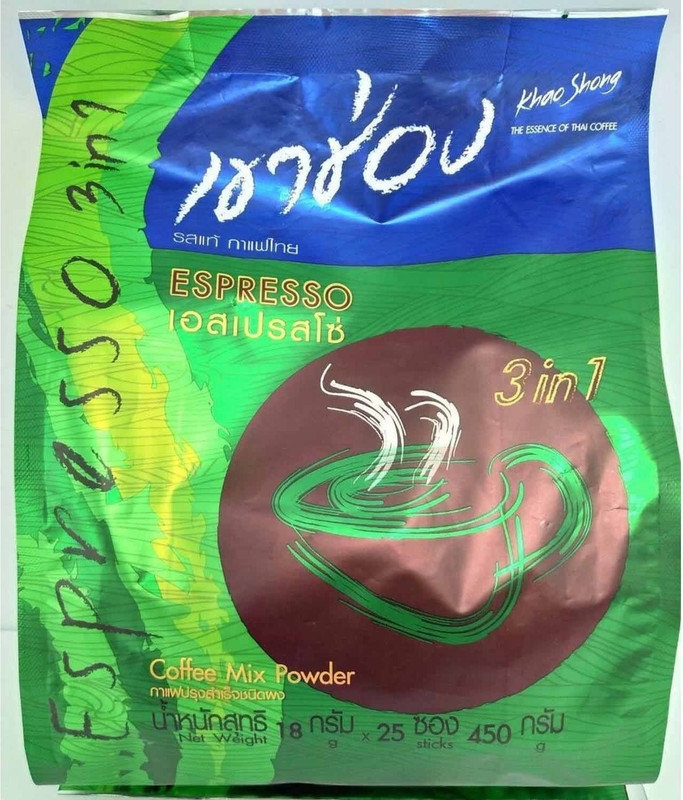 Espresso 3in1
เขาช่อง
Khao Shong
THE ESSENCE OF THAI COFFEE
รสแท้ กาแฟไทย
ESPRESSO
เอสเปรสโซ่
3 in 1
Coffee Mix Powder
กาแฟปรุงสำเร็จชนิดผง
น้ำหนักสุทธิ 18 กรัม x 25 ซอง 450 กรัม
Net Weight g sticks g